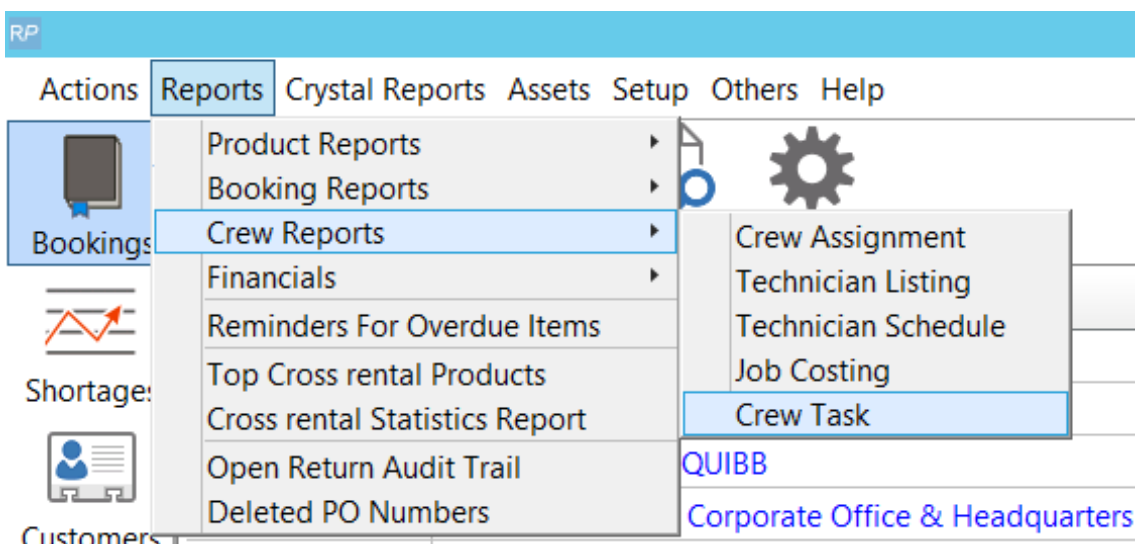 RP
Actions Reports Crystal Reports Assets Setup Others Help
Bookings
Shortages
Customers
Product Reports
Booking Reports
Crew Reports
Financials
Reminders For Overdue Items
Top Cross rental Products
Cross rental Statistics Report
Open Return Audit Trail
Deleted PO Numbers
Crew Assignment
Technician Listing
Technician Schedule
Job Costing
Crew Task
QUIBB
Corporate Office & Headquarters